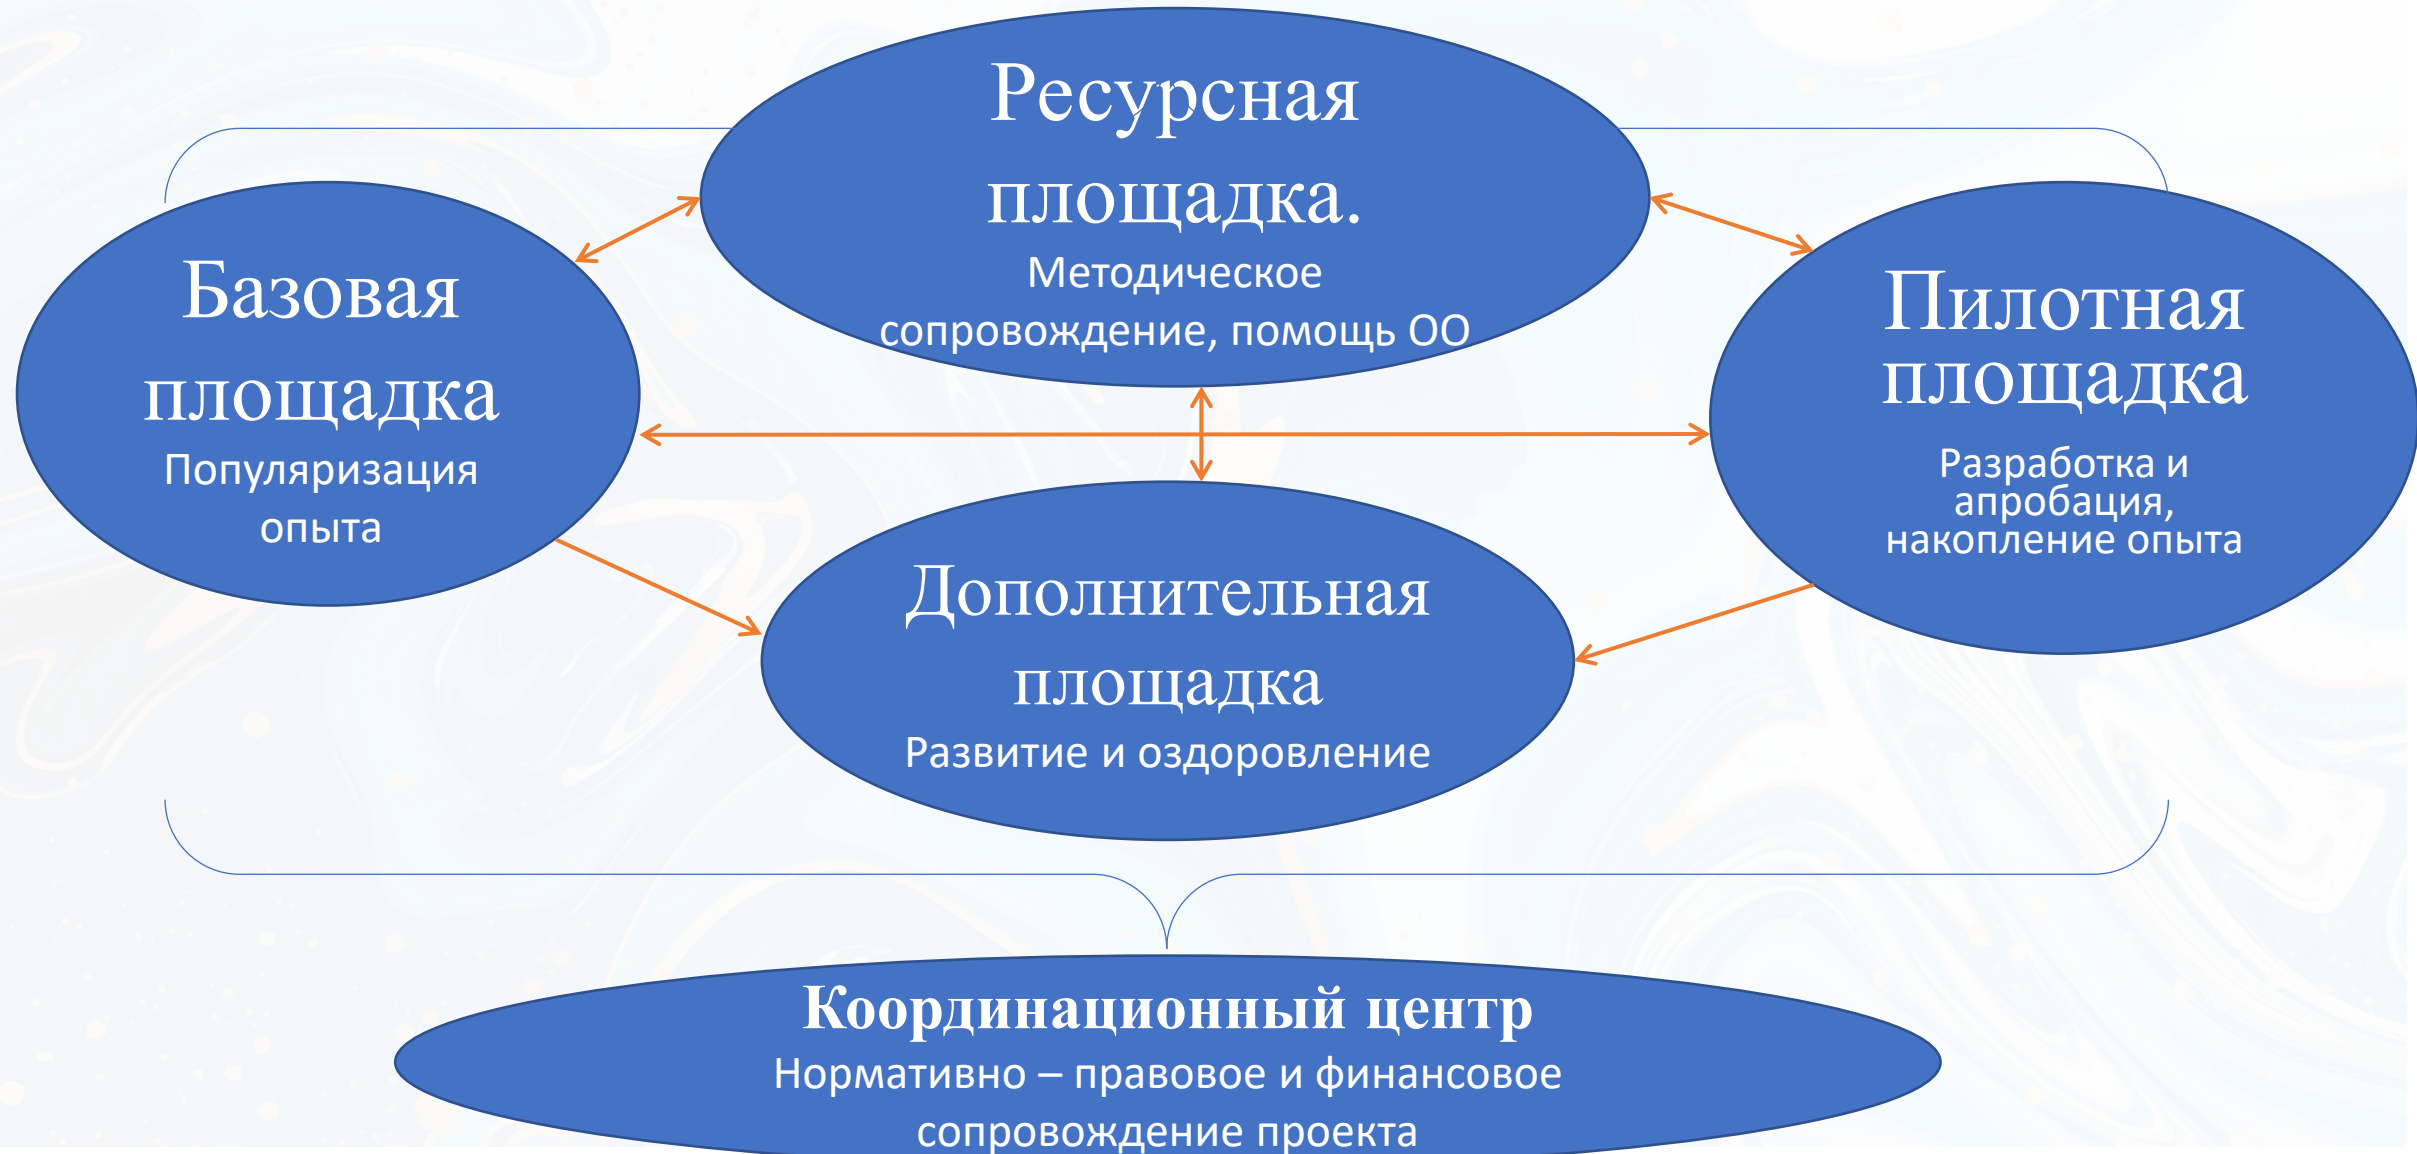 Ресурсная
площадка.
Методическое
сопровождение, помощь ОО
Базовая
площадка
Популяризация
опыта
Пилотная
площадка
Разработка и
апробация,
накопление опыта
Дополнительная
площадка
Развитие и оздоровление
Координационный центр
Нормативно – правовое и финансовое
сопровождение проекта